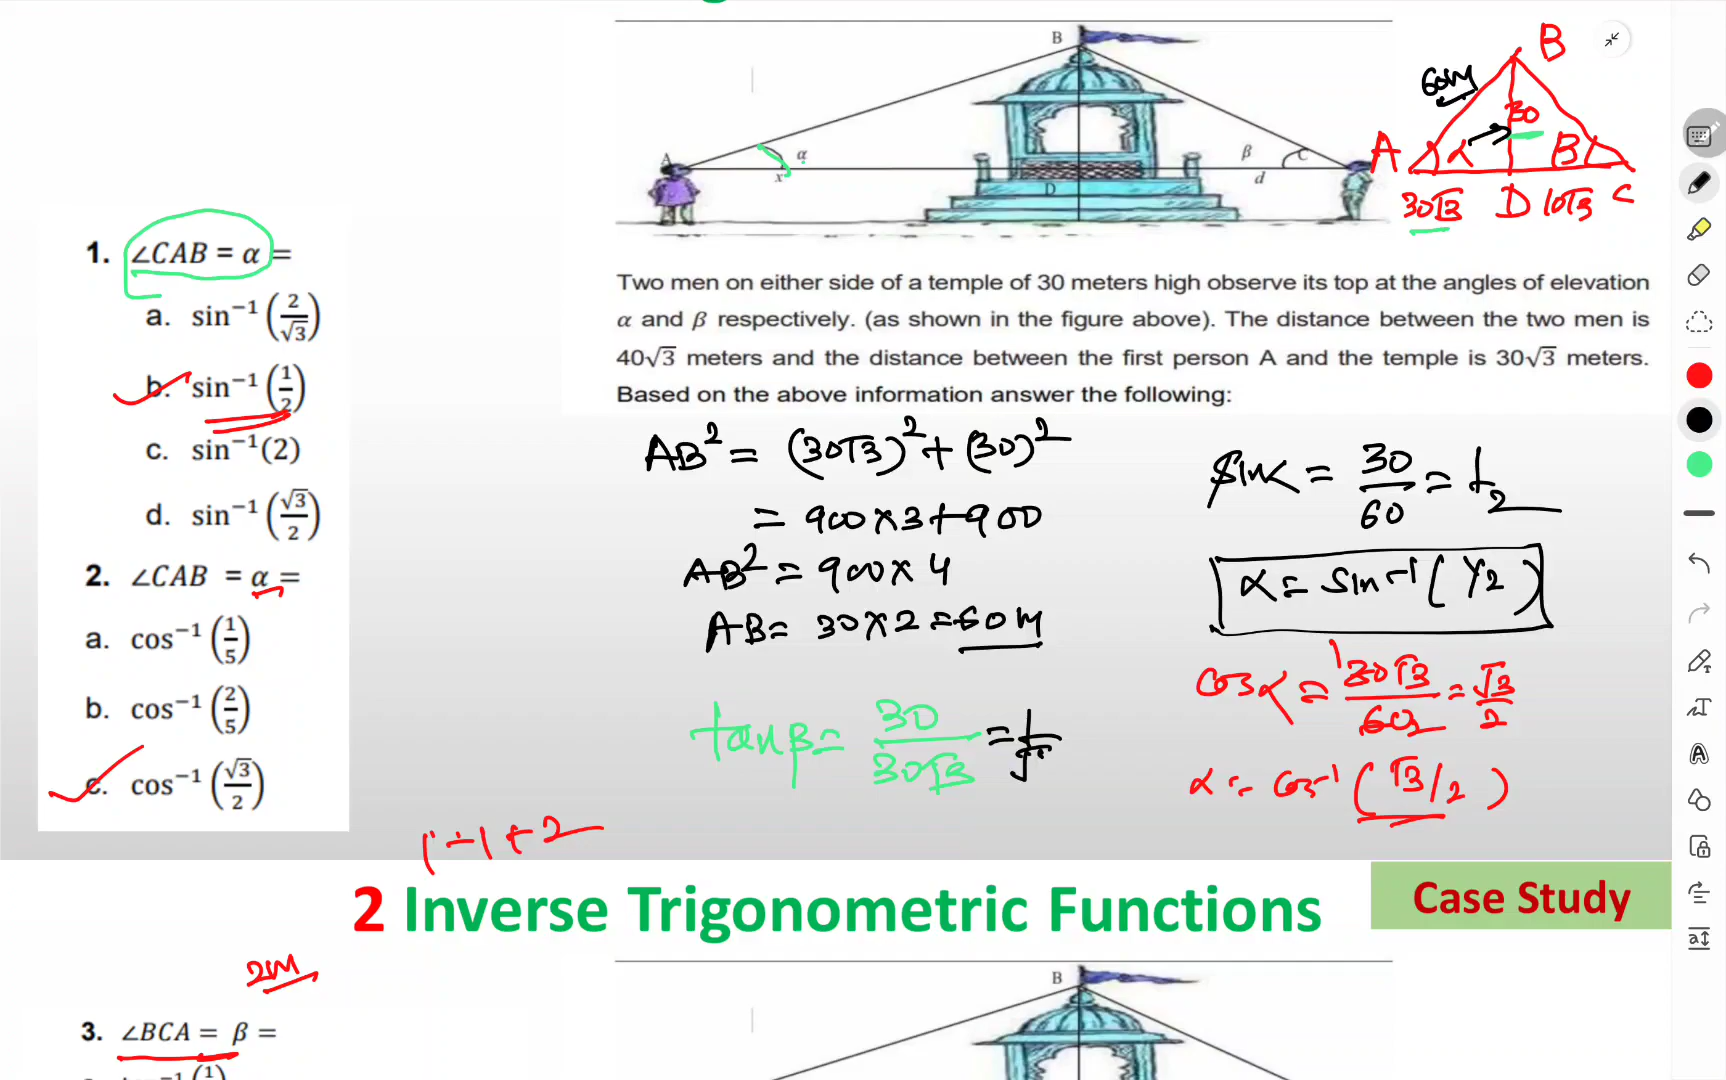 B
A
α
x
D
β
C
d
B
60M
30
A
α
B
30√3
D
10√3
C
1. ∠CAB = α =
a. sin⁻¹(2/√3)
b. sin⁻¹(1/2)
c. sin⁻¹(2)
d. sin⁻¹(√3/2)
2. ∠CAB = α =
a. cos⁻¹(1/5)
b. cos⁻¹(2/5)
c. cos⁻¹(√3/2)
Two men on either side of a temple of 30 meters high observe its top at the angles of elevation
α and β respectively. (as shown in the figure above). The distance between the two men is
40√3 meters and the distance between the first person A and the temple is 30√3 meters.
Based on the above information answer the following:
AB² = (30√3)² + (30)²
= 900×3+900
AB² = 900×4
AB = 30×2 = 60M
sinα = 30/60 = 1/2
α = sin⁻¹(1/2)
cosα = 30√3/60 = √3/2
α = cos⁻¹(√3/2)
tanβ = 30/30√3 =
1-1+2
2 Inverse Trigonometric Functions
Case Study
2M
B
3. ∠BCA = β =